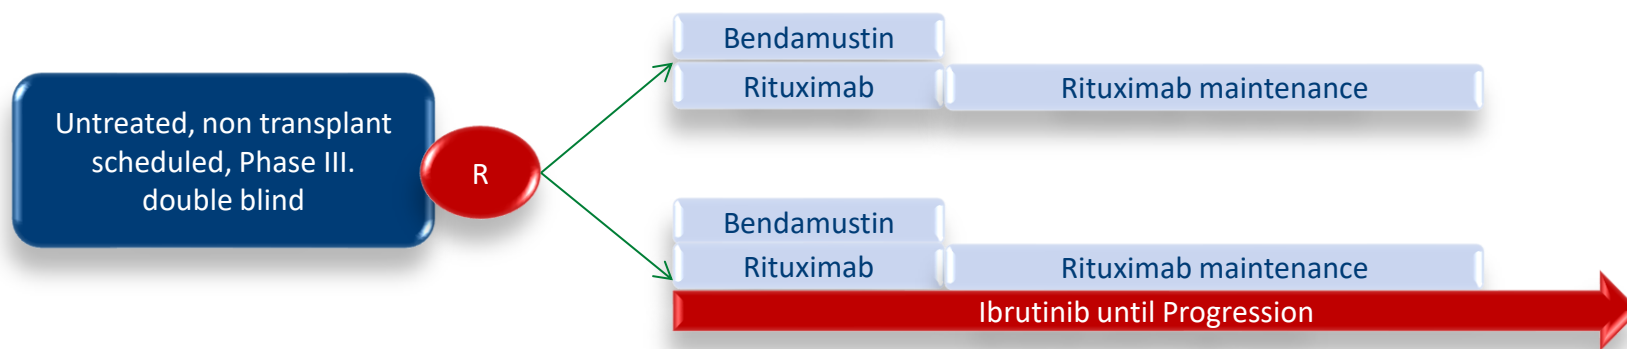 Untreated, non transplant
scheduled, Phase III.
double blind
R
Bendamustin
Rituximab
Rituximab maintenance
Bendamustin
Rituximab
Rituximab maintenance
Ibrutinib until Progression